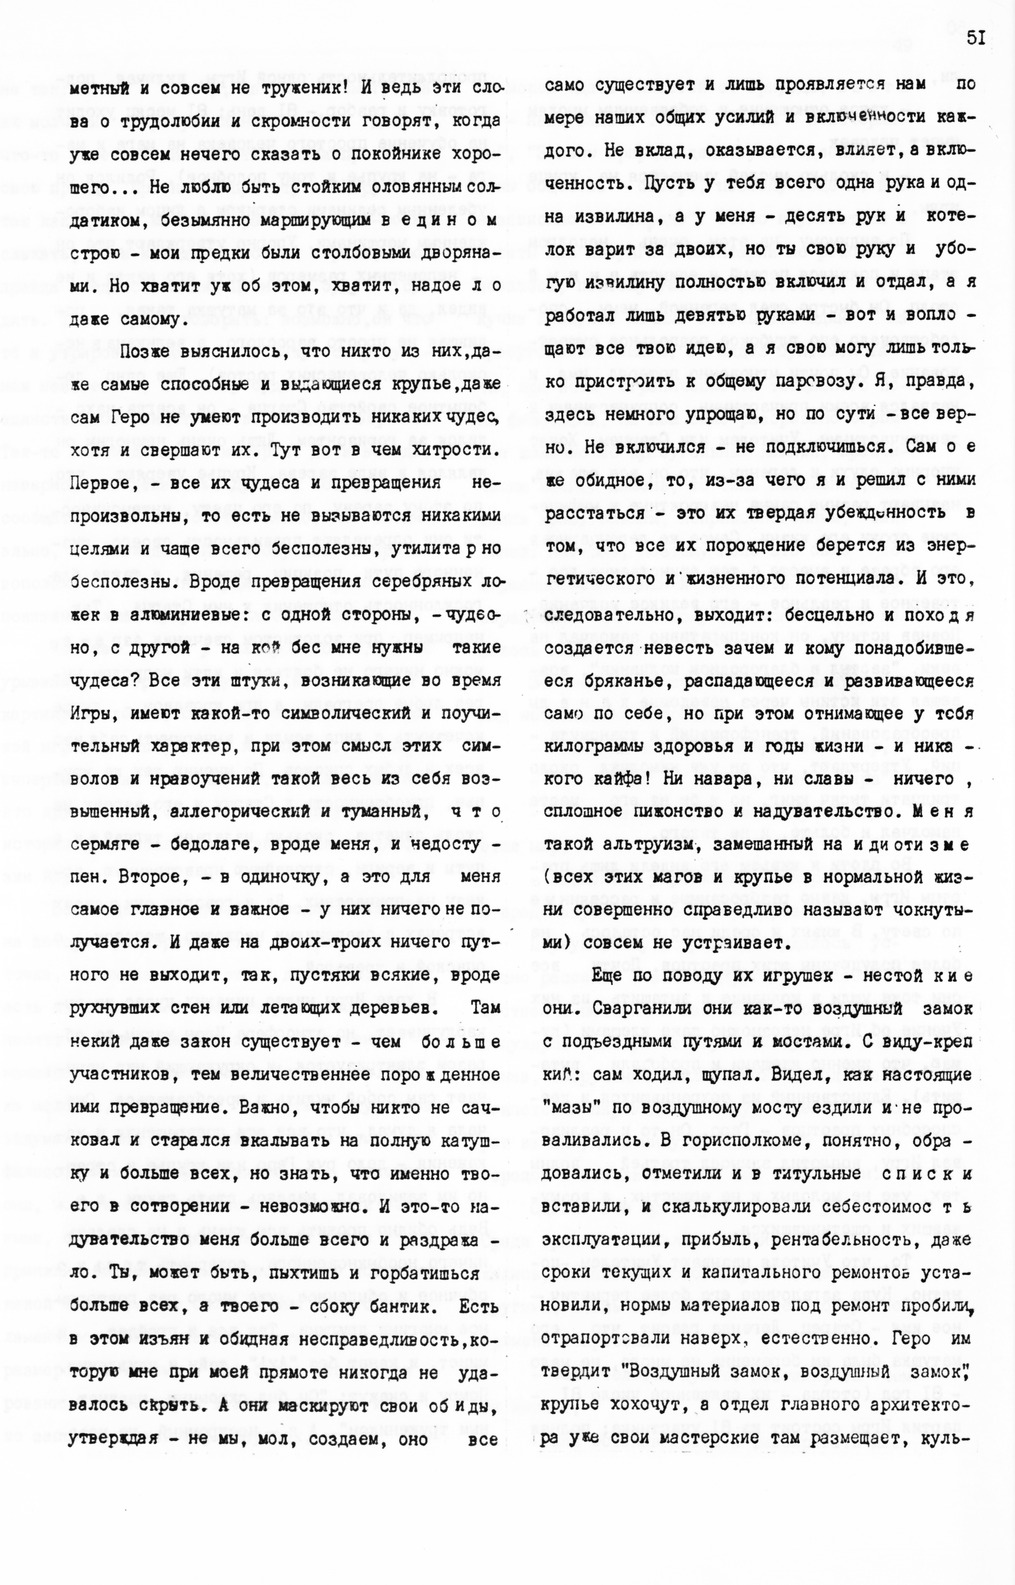 51
метный и совсем не труженик! И ведь эти сло-
ва о трудолюбии и скромности говорят, когда
уже совсем нечего сказать о покойнике хоро-
шего... Не люблю быть стойким оловянным сол-
датиком, безымянно марширующим в е д и н о м
строю - мои предки были столбовыми дворяна-
ми. Но хватит уж об этом, хватит, надое л о
даже самому.
Позже выяснилось, что никто из них,да-
же самые способные и выдающиеся крупье,даже
сам Геро не умеют производить никаких чудес,
хотя и свершают их. Тут вот в чем хитрости.
Первое, - все их чудеса и превращения не-
произвольны, то есть не вызываются никакими
целями и чаще всего бесполезны, утилитарно
бесполезны. Вроде превращения серебряных ло-
жек в алюминиевые: с одной стороны, -чудес-
но, с другой - на кой бес мне нужны такие
чудеса? Все эти штуки, возникающие во время
Игры, имеют какой-то символический и поучи-
тельный характер, при этом смысл этих сим-
волов и нравоучений такой весь из себя воз-
вышенный, аллегорический и туманный, ч т о
сермяге - бедолаге, вроде меня, и недосту -
пен. Второе, - в одиночку, а это для меня
самое главное и важное - у них ничего не по-
лучается. И даже на двоих-троих ничего пут-
ного не выходит, так, пустяки всякие, вроде
рухнувших стен или летающих деревьев. Там
некий даже закон существует - чем больше
участников, тем величественнее порожденное
ими превращение. Важно, чтобы никто не сач-
ковал и старался вкалывать на полную катуш-
ку и больше всех, но знать, что именно тво-
его в сотворении - невозможно. И это-то на-
дувательство меня больше всего и раздража -
ло. Ты, может быть, пыхтишь и горбатишься
больше всех, а твоего - сбоку бантик. Есть
в этом изъян и обидная несправедливость,ко-
торую мне при моей прямоте никогда не уда-
валось скрыть. А они маскируют свои обиды,
утверждая - не мы, мол, создаем, оно все
само существует и лишь проявляется нам по
мере наших общих усилий и включенности каж-
дого. Не вклад, оказывается, влияет, а вклю-
ченность. Пусть у тебя всего одна рука и од-
на извилина, а у меня - десять рук и коте-
лок варит за двоих, но ты свою руку и убо-
гую извилину полностью включил и отдал, а я
работал лишь девятью руками - вот и вопло -
щают все твою идею, а я свою могу лишь толь-
ко пристроить к общему паровозу. Я, правда,
здесь немного упрощаю, но по сути -все вер-
но. Не включился - не подключишься. Сам о е
же обидное, то, из-за чего я и решил с ними
расстаться - это их твердая убежденность в
том, что все их порождение берется из энер-
гетического и жизненного потенциала. И это,
следовательно, выходит: бесцельно и походя
создается невесть зачем и кому понадобивше-
еся бряканье, распадающееся и развивающееся
само по себе, но при этом отнимающее у тебя
килограммы здоровья и годы жизни - и ника -
кого кайфа! Ни навара, ни славы - ничего ,
сплошное пижонство и надувательство. М е н я
такой альтруизм, замешанный на идиотизме
(всех этих магов и крупье в нормальной жиз-
ни совершенно справедливо называют чокнуты-
ми) совсем не устраивает.
Еще по поводу их игрушек - нестой к и е
они. Сварганили они как-то воздушный замок
с подъездными путями и мостами. С виду-креп
кий: сам ходил, щупал. Видел, как настоящие
"мазы" по воздушному мосту ездили и не про-
валивались. В горисполкоме, понятно, обра -
довались, отметили и в титульные с п и с к и
вставили, и скалькулировали себестоимос т ь
эксплуатации, прибыль, рентабельность, даже
сроки текущих и капитального ремонтов уста-
новили, нормы материалов под ремонт пробили,
отрапортовали наверх, естественно. Геро им
твердит "Воздушный замок, воздушный замок",
крупье хохочут, а отдел главного архитекто-
ра уже свои мастерские там размещает, куль-